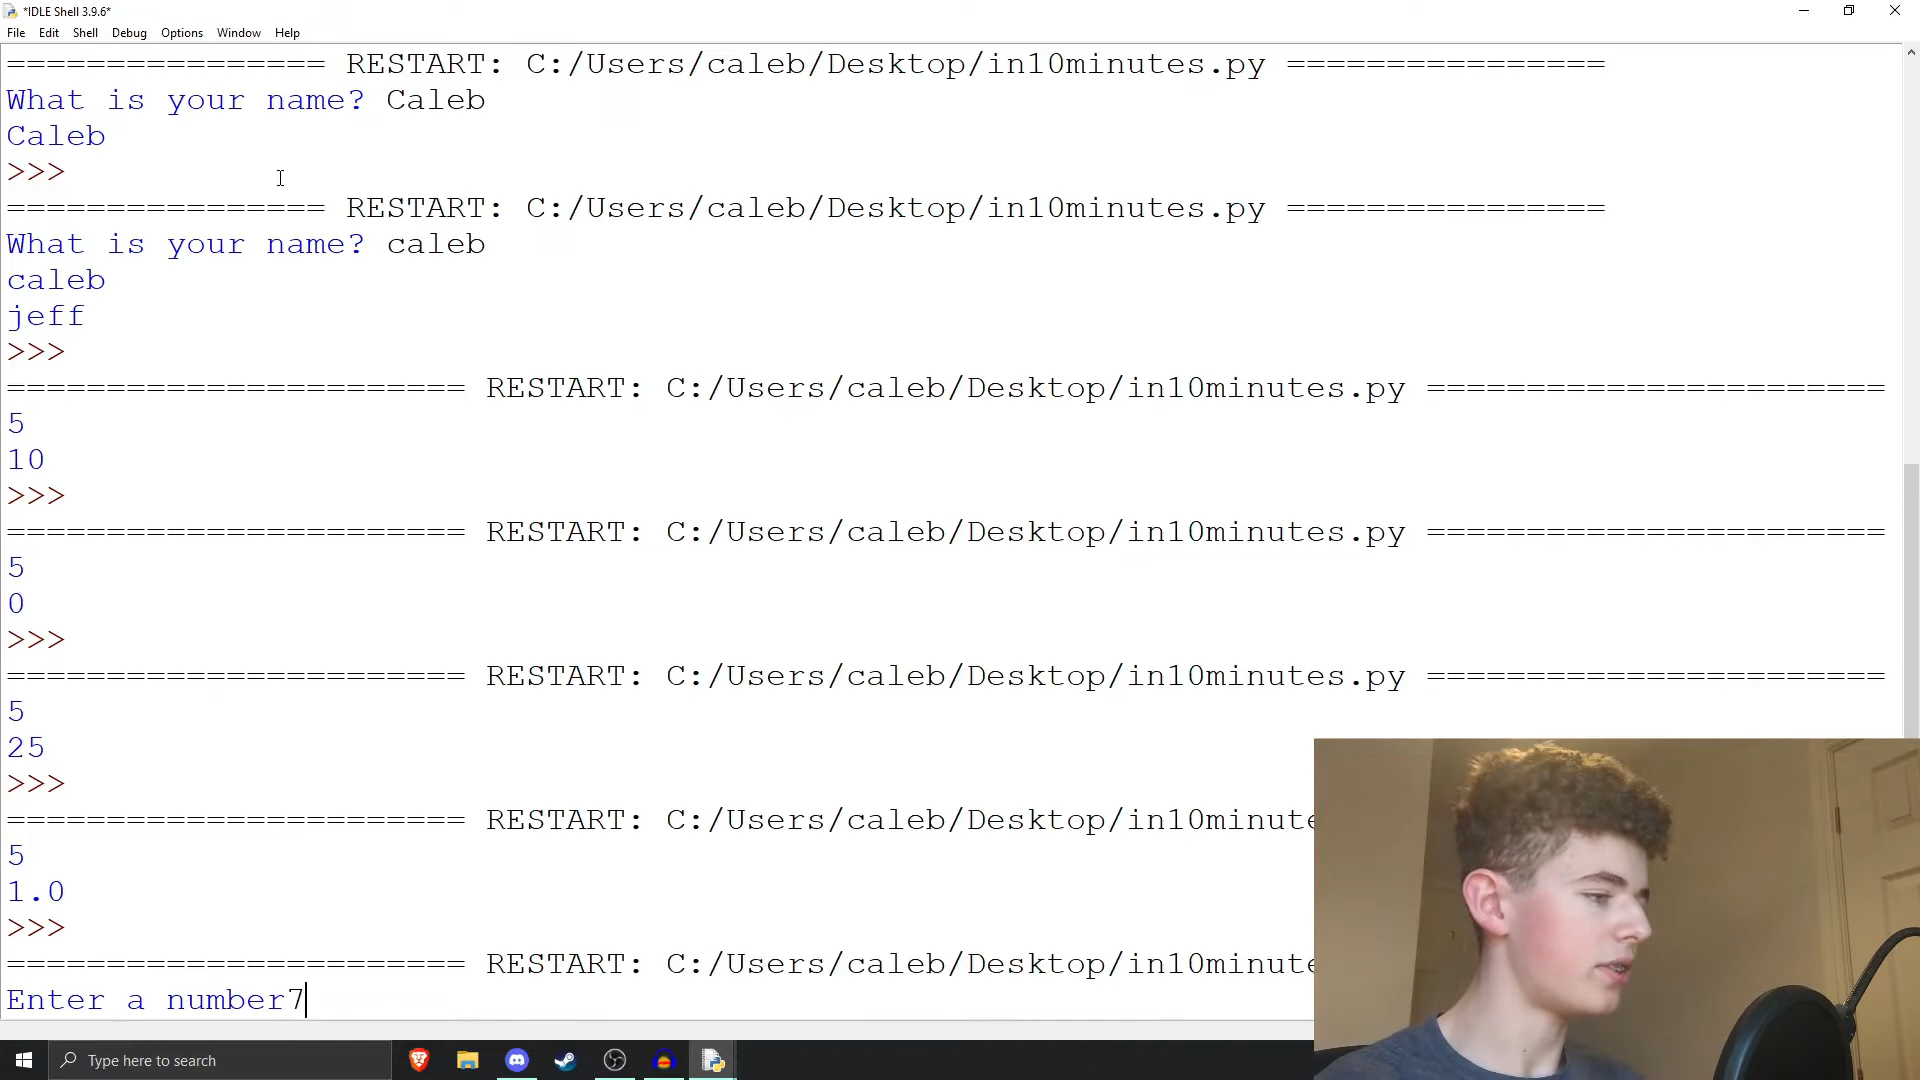 *IDLE Shell 3.9.6*
File Edit Shell Debug Options Window Help
================ RESTART: C:/Users/caleb/Desktop/in10minutes.py ================
What is your name? Caleb
Caleb
>>>
================ RESTART: C:/Users/caleb/Desktop/in10minutes.py ================
What is your name? caleb
caleb
jeff
>>>
======================= RESTART: C:/Users/caleb/Desktop/in10minutes.py =======================
5
10
>>>
======================= RESTART: C:/Users/caleb/Desktop/in10minutes.py =======================
5
0
>>>
======================= RESTART: C:/Users/caleb/Desktop/in10minutes.py =======================
5
25
>>>
======================= RESTART: C:/Users/caleb/Desktop/in10minute
5
1.0
>>>
======================= RESTART: C:/Users/caleb/Desktop/in10minute
Enter a number7
Type here to search